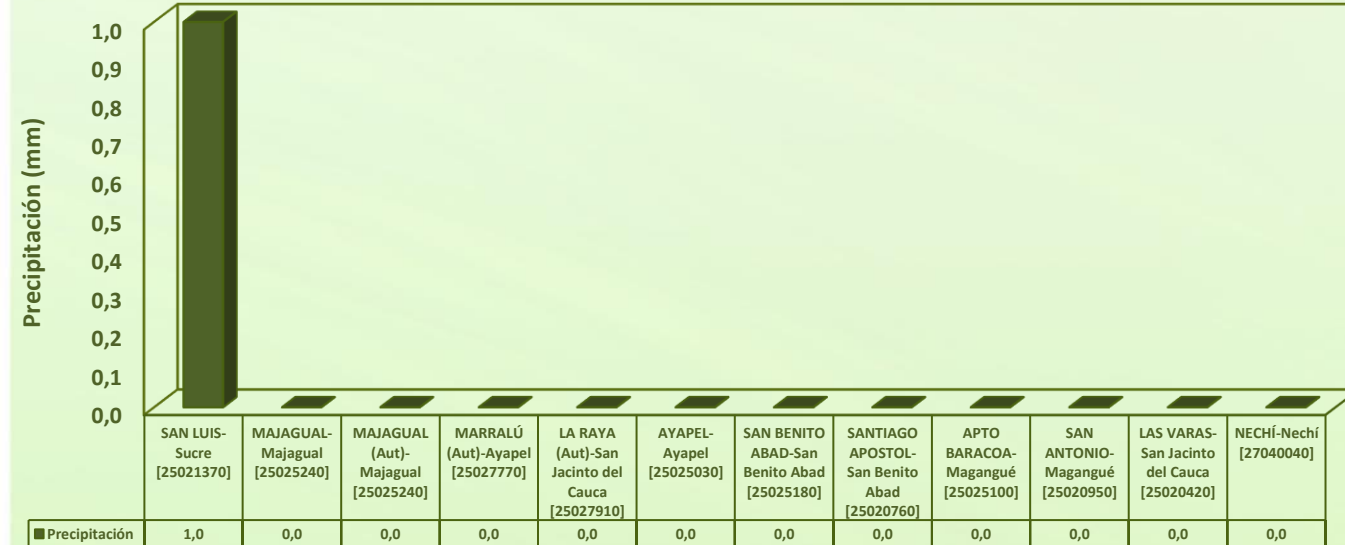 Precipitación (mm)
1,0
0,9
0,8
0,7
0,6
0,5
0,4
0,3
0,2
0,1
0,0
SAN LUIS-
Sucre
[25021370]
MAJAGUAL-
Majagual
[25025240]
MAJAGUAL
(Aut)-
Majagual
[25025240]
MARRALÚ
(Aut)-Ayapel
[25027770]
LA RAYA
(Aut)-San
Jacinto del
Cauca
[25027910]
AYAPEL-
Ayapel
[25025030]
SAN BENITO
ABAD-San
Benito Abad
[25025180]
SANTIAGO
APOSTOL-
San Benito
Abad
[25020760]
APTO
BARACOA-
Magangué
[25025100]
SAN
ANTONIO-
Magangué
[25020950]
LAS VARAS-
San Jacinto
del Cauca
[25020420]
NECHÍ-Nechí
[27040040]
Precipitación 1,0 0,0 0,0 0,0 0,0 0,0 0,0 0,0 0,0 0,0 0,0 0,0